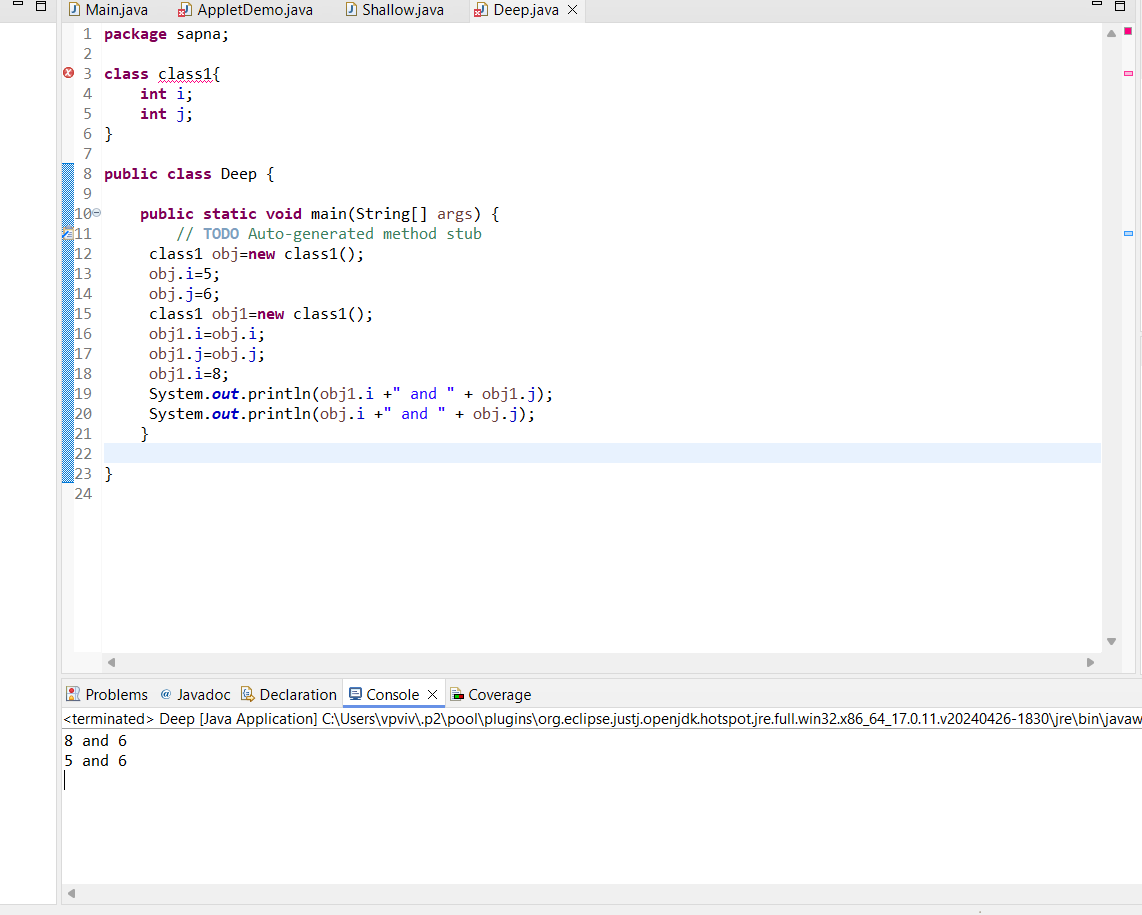 Main.java AppletDemo.java Shallow.java Deep.java
1 package sapna;
2
3 class class1{
4     int i;
5     int j;
6 }
7
8 public class Deep {
9
10     public static void main(String[] args) {
11         // TODO Auto-generated method stub
12      class1 obj=new class1();
13      obj.i=5;
14      obj.j=6;
15      class1 obj1=new class1();
16      obj1.i=obj.i;
17      obj1.j=obj.j;
18      obj1.i=8;
19      System.out.println(obj1.i +" and " + obj1.j);
20      System.out.println(obj.i +" and " + obj.j);
21     }
22
23 }
24
Problems @ Javadoc Declaration Console Coverage
<terminated> Deep [Java Application] C:\Users\vpviv\.p2\pool\plugins\org.eclipse.justj.openjdk.hotspot.jre.full.win32.x86_64_17.0.11.v20240426-1830\jre\bin\javaw
8 and 6
5 and 6